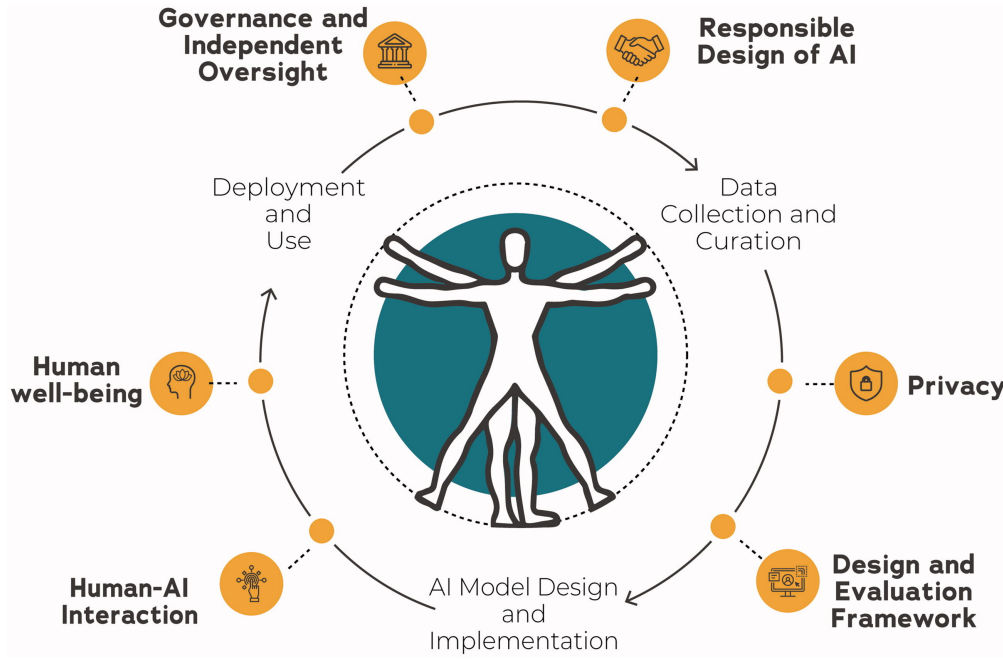 Governance and
Independent
Oversight
Responsible
Design of AI
Deployment
and
Use
Data
Collection and
Curation
Human
well-being
Privacy
Human-AI
Interaction
AI Model Design
and
Implementation
Design and
Evaluation
Framework